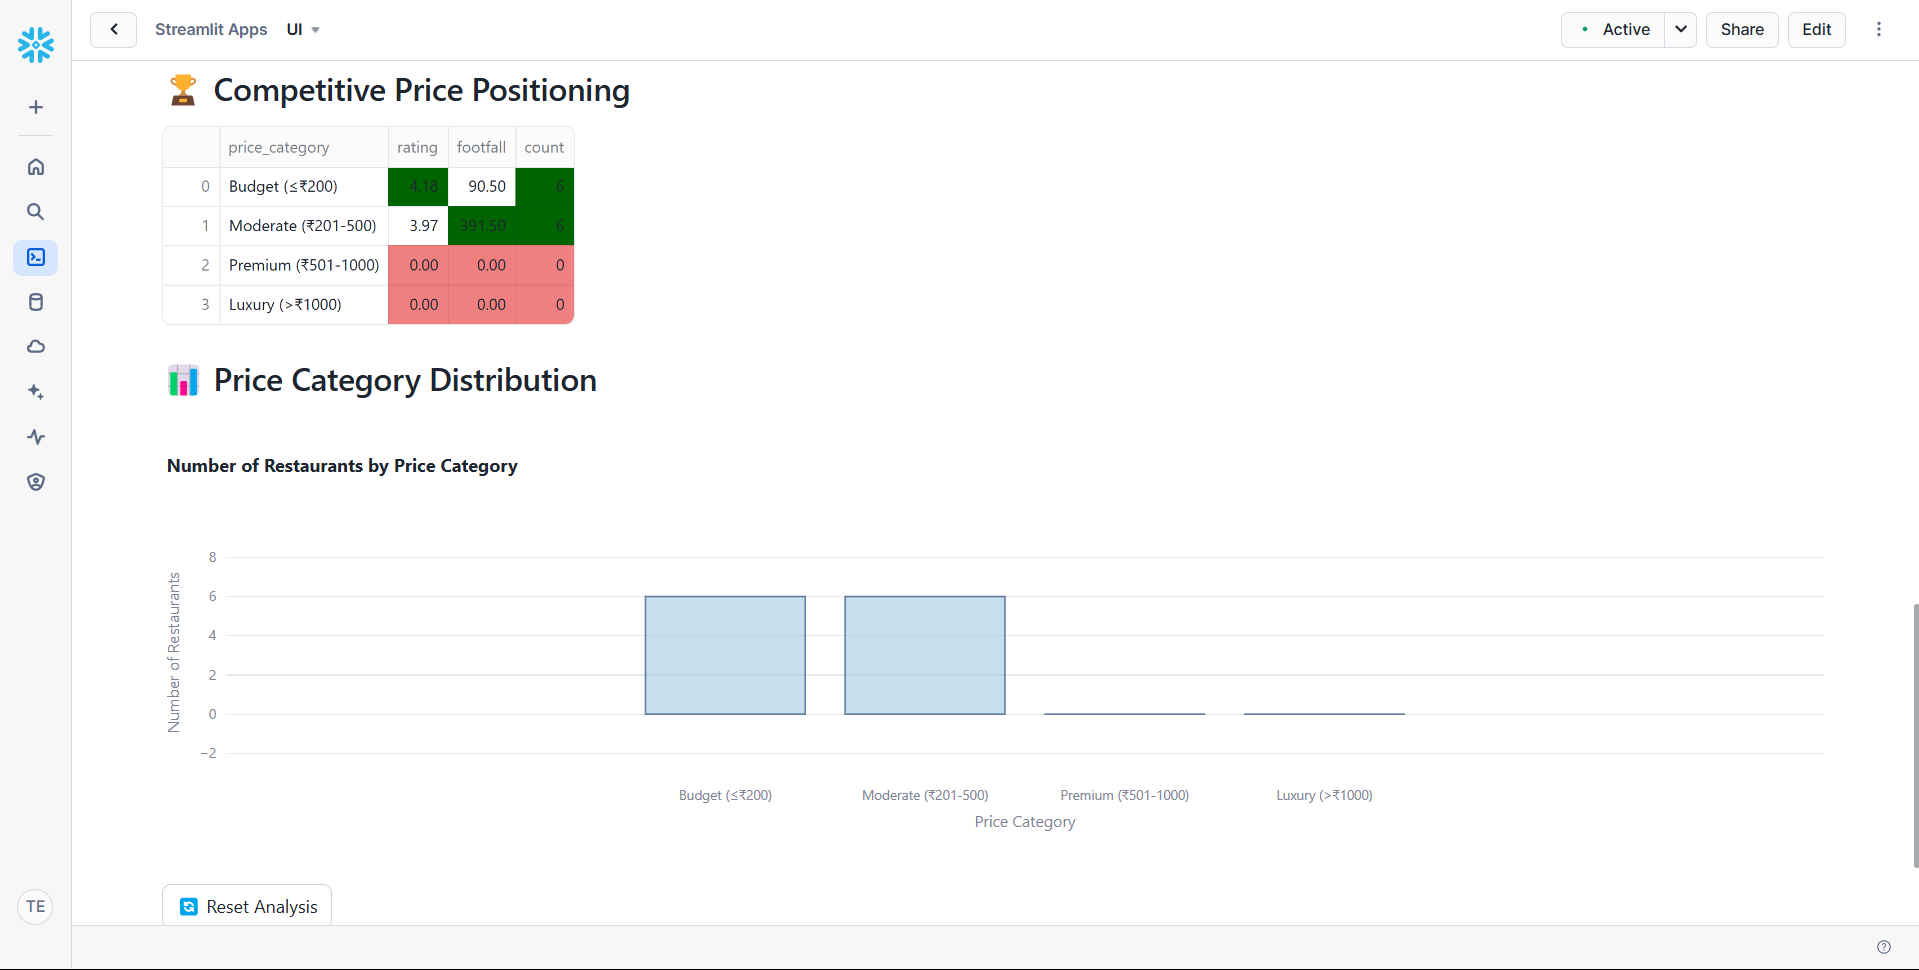 Streamlit Apps UI
Active
Share
Edit
Competitive Price Positioning
price_category rating footfall count
0 Budget (≤₹200) 4.18 90.50 6
1 Moderate (₹201-500) 3.97 391.50 6
2 Premium (₹501-1000) 0.00 0.00 0
3 Luxury (>₹1000) 0.00 0.00 0
Price Category Distribution
Number of Restaurants by Price Category
Number of Restaurants
8
6
4
2
0
−2
Budget (≤₹200) Moderate (₹201-500) Premium (₹501-1000) Luxury (>₹1000)
Price Category
Reset Analysis
TE